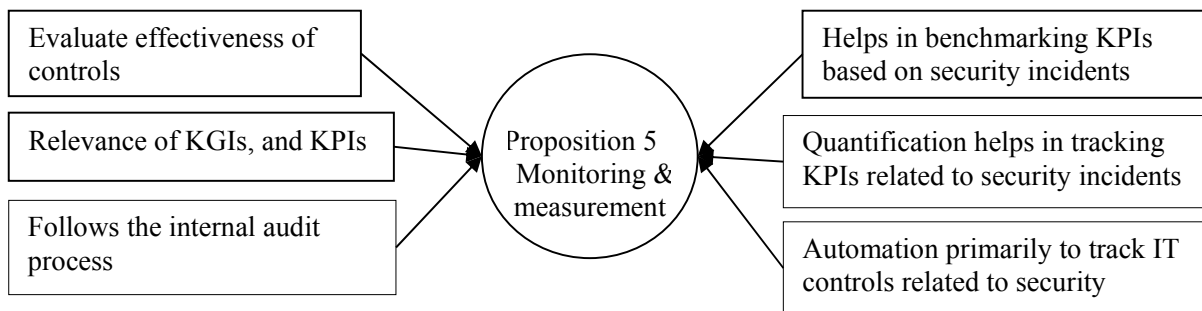 Evaluate effectiveness of
controls
Relevance of KGIs, and KPIs
Follows the internal audit
process
Proposition 5
Monitoring &
measurement
Helps in benchmarking KPIs
based on security incidents
Quantification helps in tracking
KPIs related to security incidents
Automation primarily to track IT
controls related to security